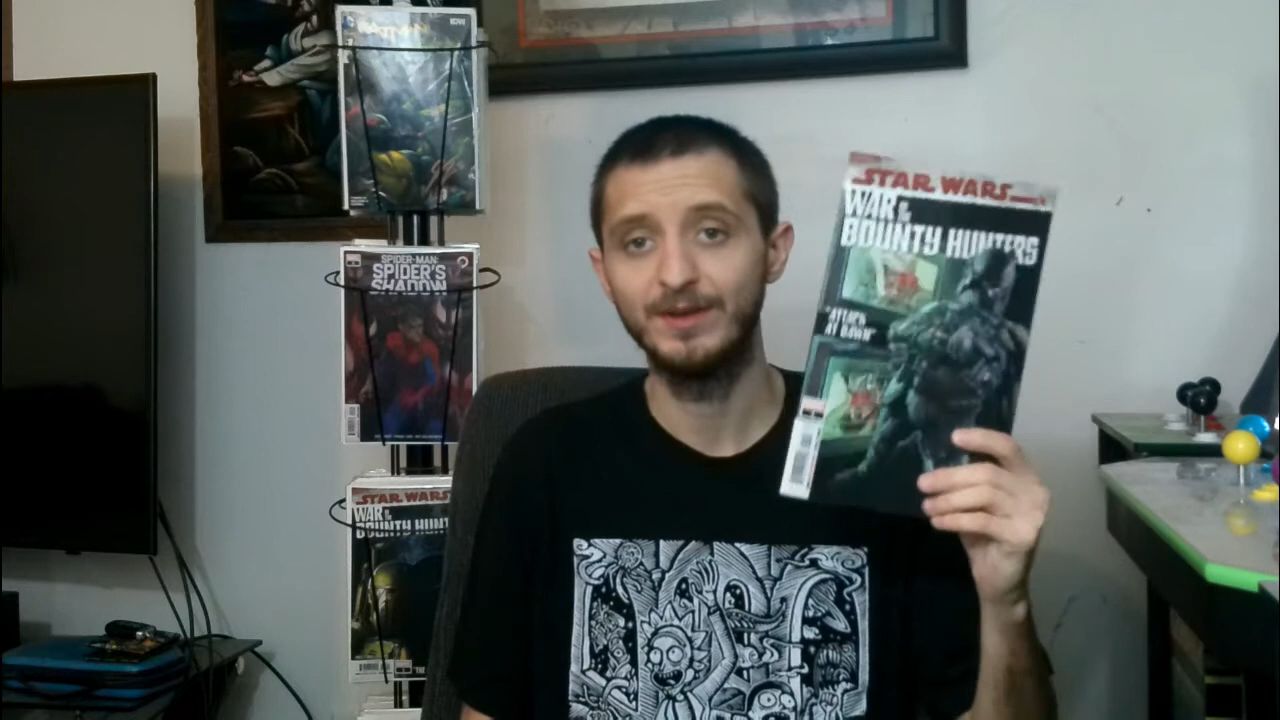 BATMAN
SPIDER-MAN:
SPIDER'S
SHADOW
STAR WARS
WAR OF THE
BOUNTY HUNT
STAR WARS
WAR OF THE
BOUNTY HUNTERS
AT DAWN"